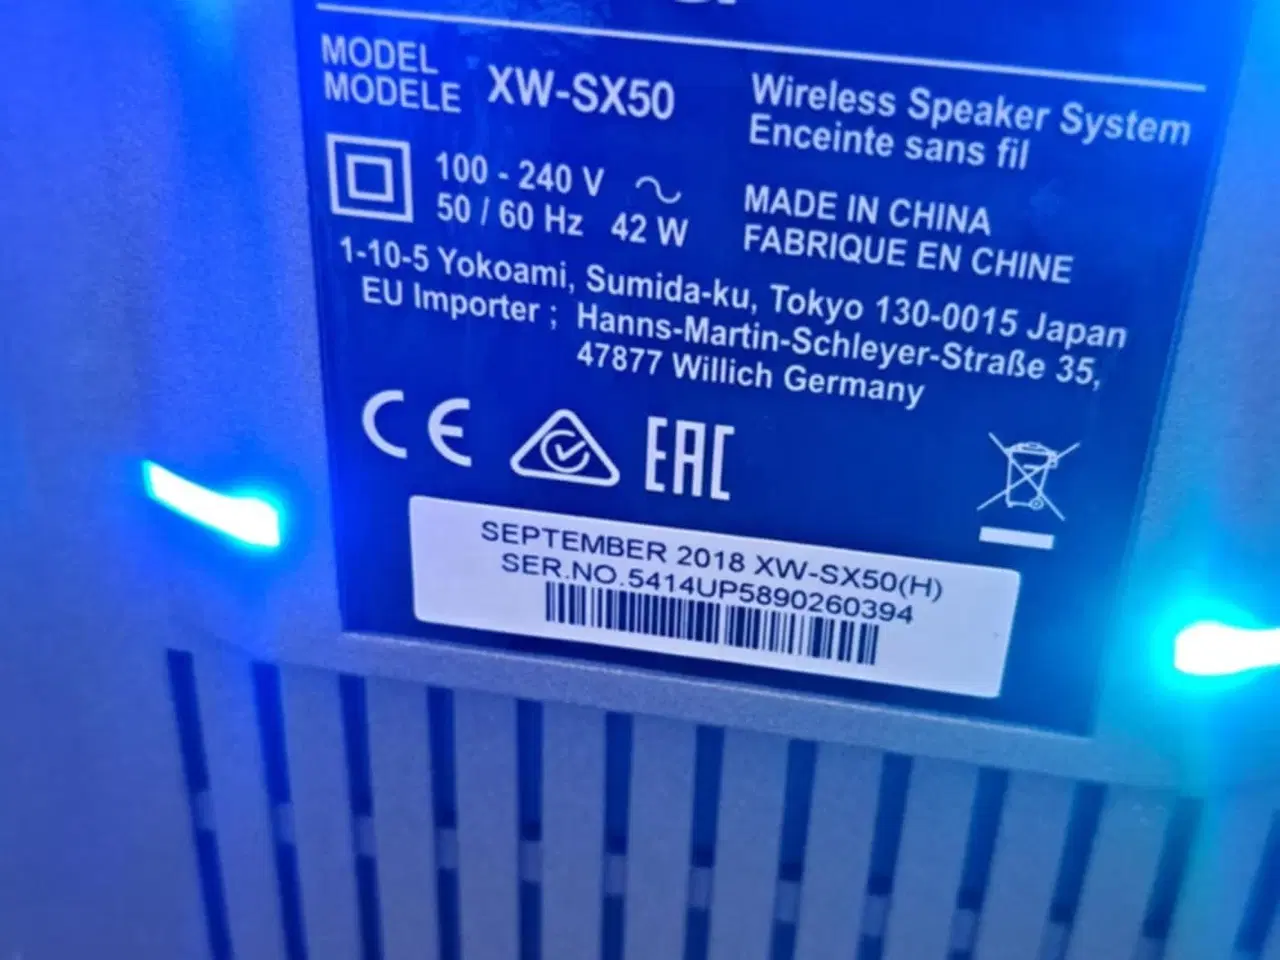 MODEL
MODELE XW-SX50
Wireless Speaker System
Enceinte sans fil
100 - 240 V
50 / 60 Hz 42 W
MADE IN CHINA
FABRIQUE EN CHINE
1-10-5 Yokoami, Sumida-ku, Tokyo 130-0015 Japan
EU Importer ; Hanns-Martin-Schleyer-Straße 35,
47877 Willich Germany
CE
EAC
SEPTEMBER 2018 XW-SX50(H)
SER.NO.5414UP5890260394